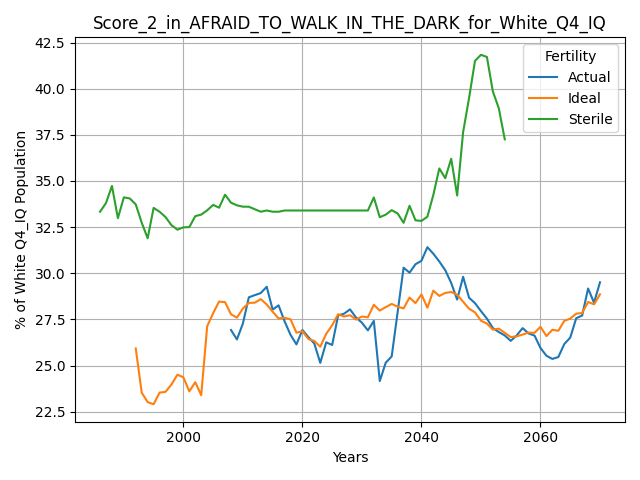 Score_2_in_AFRAID_TO_WALK_IN_THE_DARK_for_White_Q4_IQ
% of White Q4_IQ Population
42.5
40.0
37.5
35.0
32.5
30.0
27.5
25.0
22.5
Fertility
Actual
Ideal
Sterile
2000
2020
2040
2060
Years